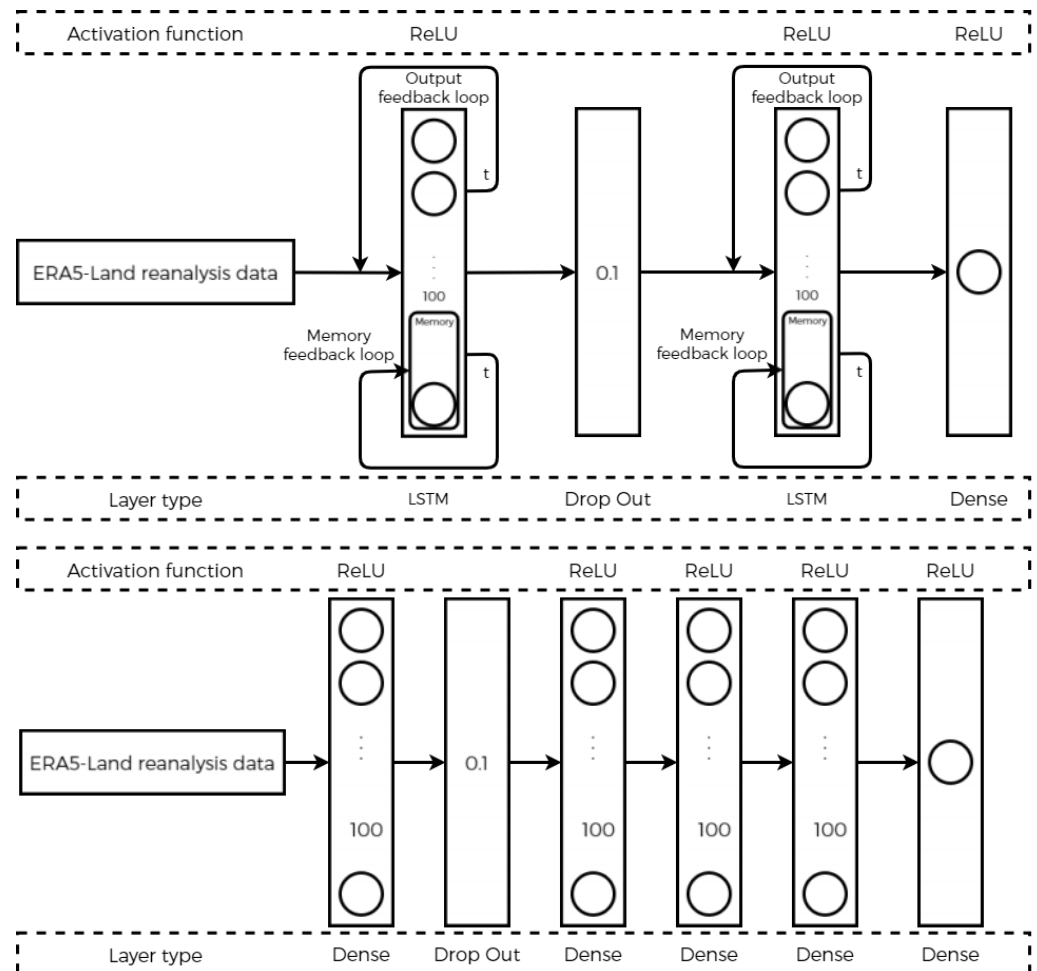 Activation function ReLU ReLU ReLU
Output
feedback loop
Output
feedback loop
t
t
ERA5-Land reanalysis data
0.1
100
100
Memory
Memory
Memory
feedback loop
Memory
feedback loop
t
t
Layer type LSTM Drop Out LSTM Dense
Activation function ReLU ReLU ReLU ReLU ReLU
ERA5-Land reanalysis data
0.1
100
100
100
100
Layer type Dense Drop Out Dense Dense Dense Dense